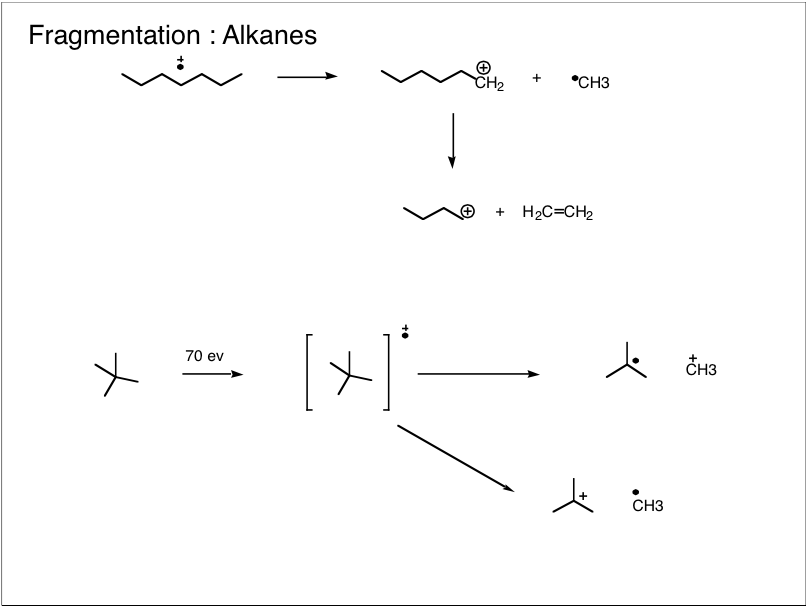 Fragmentation : Alkanes
+•
⊕
CH₂ + •CH3
⊕ + H₂C=CH₂
+•
70 ev
• +
CH3
+ •
CH3